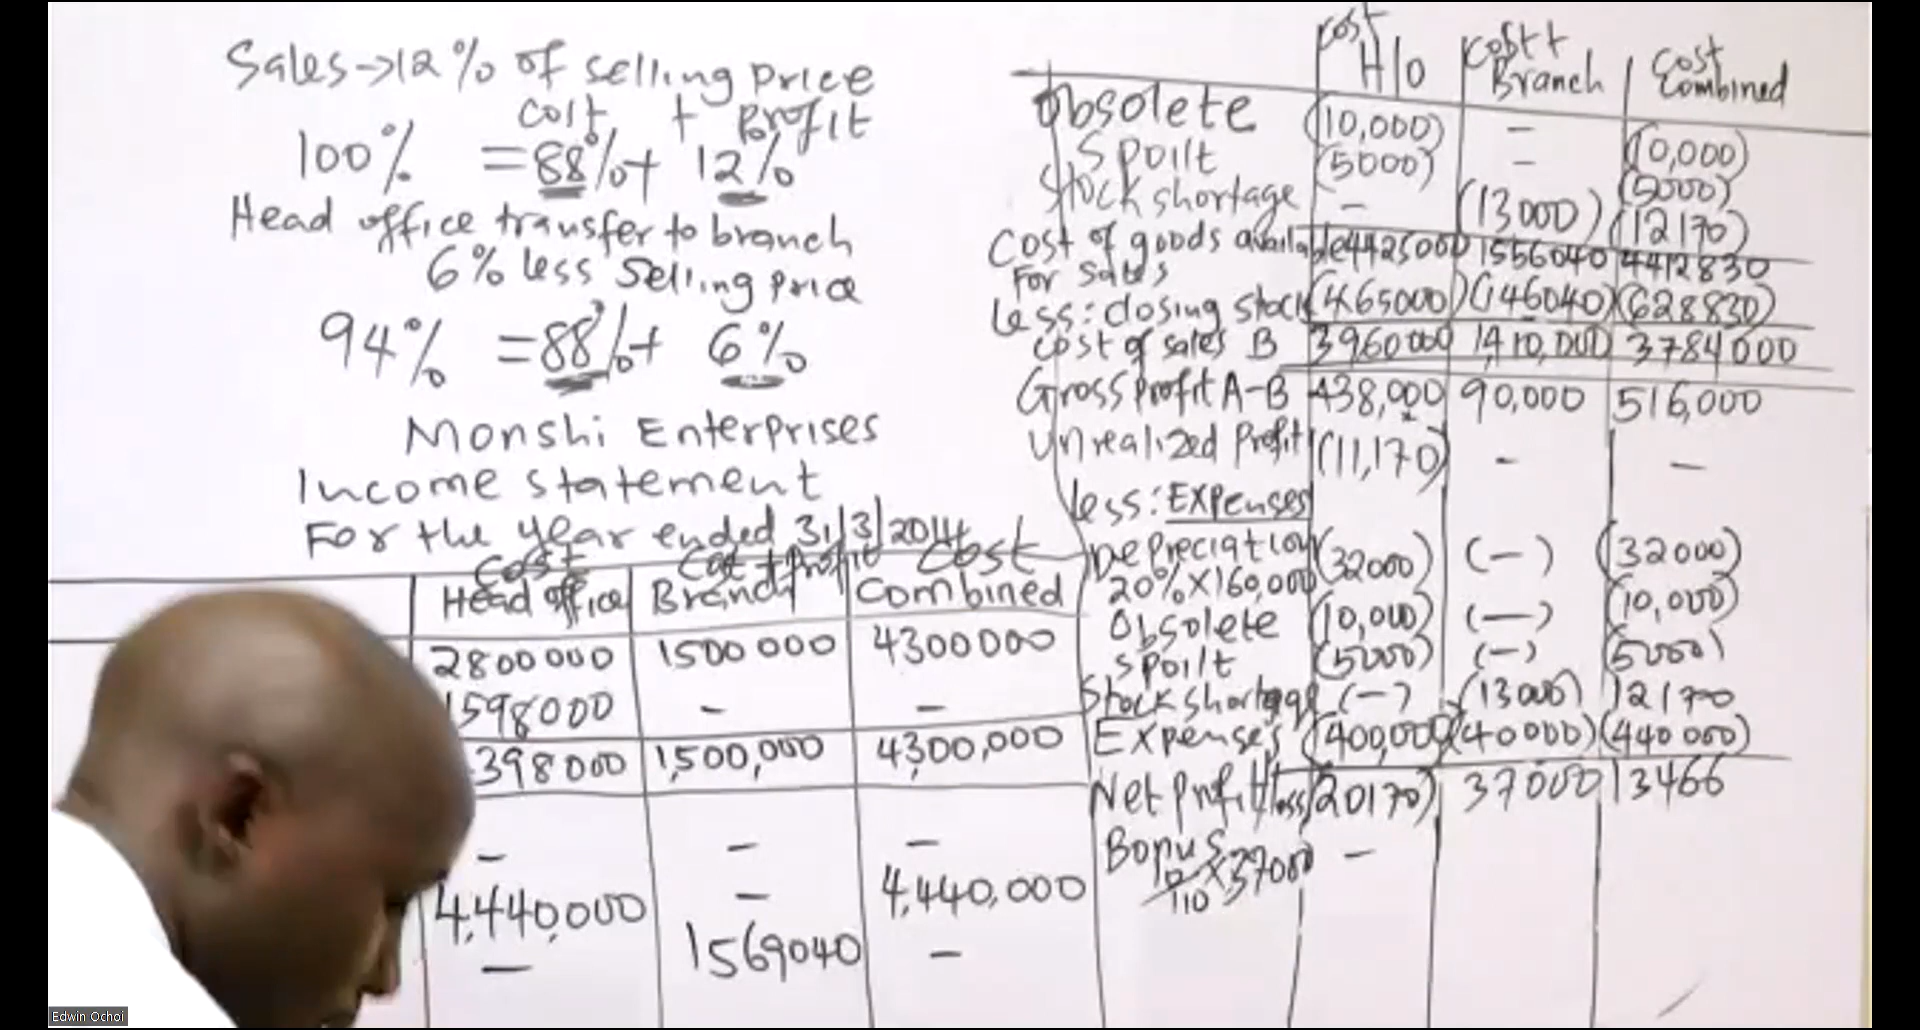 Sales→12% of selling price
cost + Profit
100% = 88% + 12%
Head office transfer to branch
6% less selling price
94% = 88% + 6%
Monshi Enterprises
Income statement
For the year ended 31/3/2014
Cost Cost + Profit Cost
Head office Branch Combined
2800000 1500000 4300000
1598000 - -
398000 1,500,000 4,300,000
- - -
4,440,000 - 4,440,000
- 1569040 -
cost cost+ cost
H/o Branch Combined
Obsolete (10,000) - (10,000)
Spoilt (5000) - (5000)
Stock shortage - (13000) (12170)
Cost of goods available 4425000 1556040 4412830
For sales
less: closing stock (465000) (146040) (628830)
cost of sales B 3960000 1,410,000 3784000
Gross profit A-B 438,000 90,000 516,000
Unrealized profit (11,170) - -
less: Expenses
Depreciation (32000) (-) (32000)
20% X 160,000
Obsolete (10,000) (-) (10,000)
spoilt (5000) (-) (5000)
Stock shortage (-) (13000) 12170
Expenses (400,000) (40000) (440000)
Net profit/loss (20170) 37000 13466
Bonus -
10/110 X 37000
Edwin Ochoi